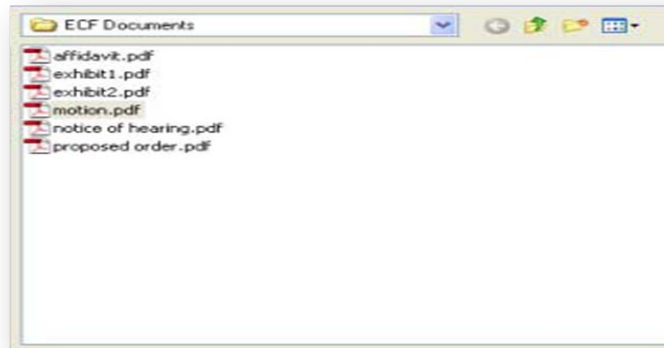 ECF Documents
affidavit.pdf
exhibit1.pdf
exhibit2.pdf
motion.pdf
notice of hearing.pdf
proposed order.pdf